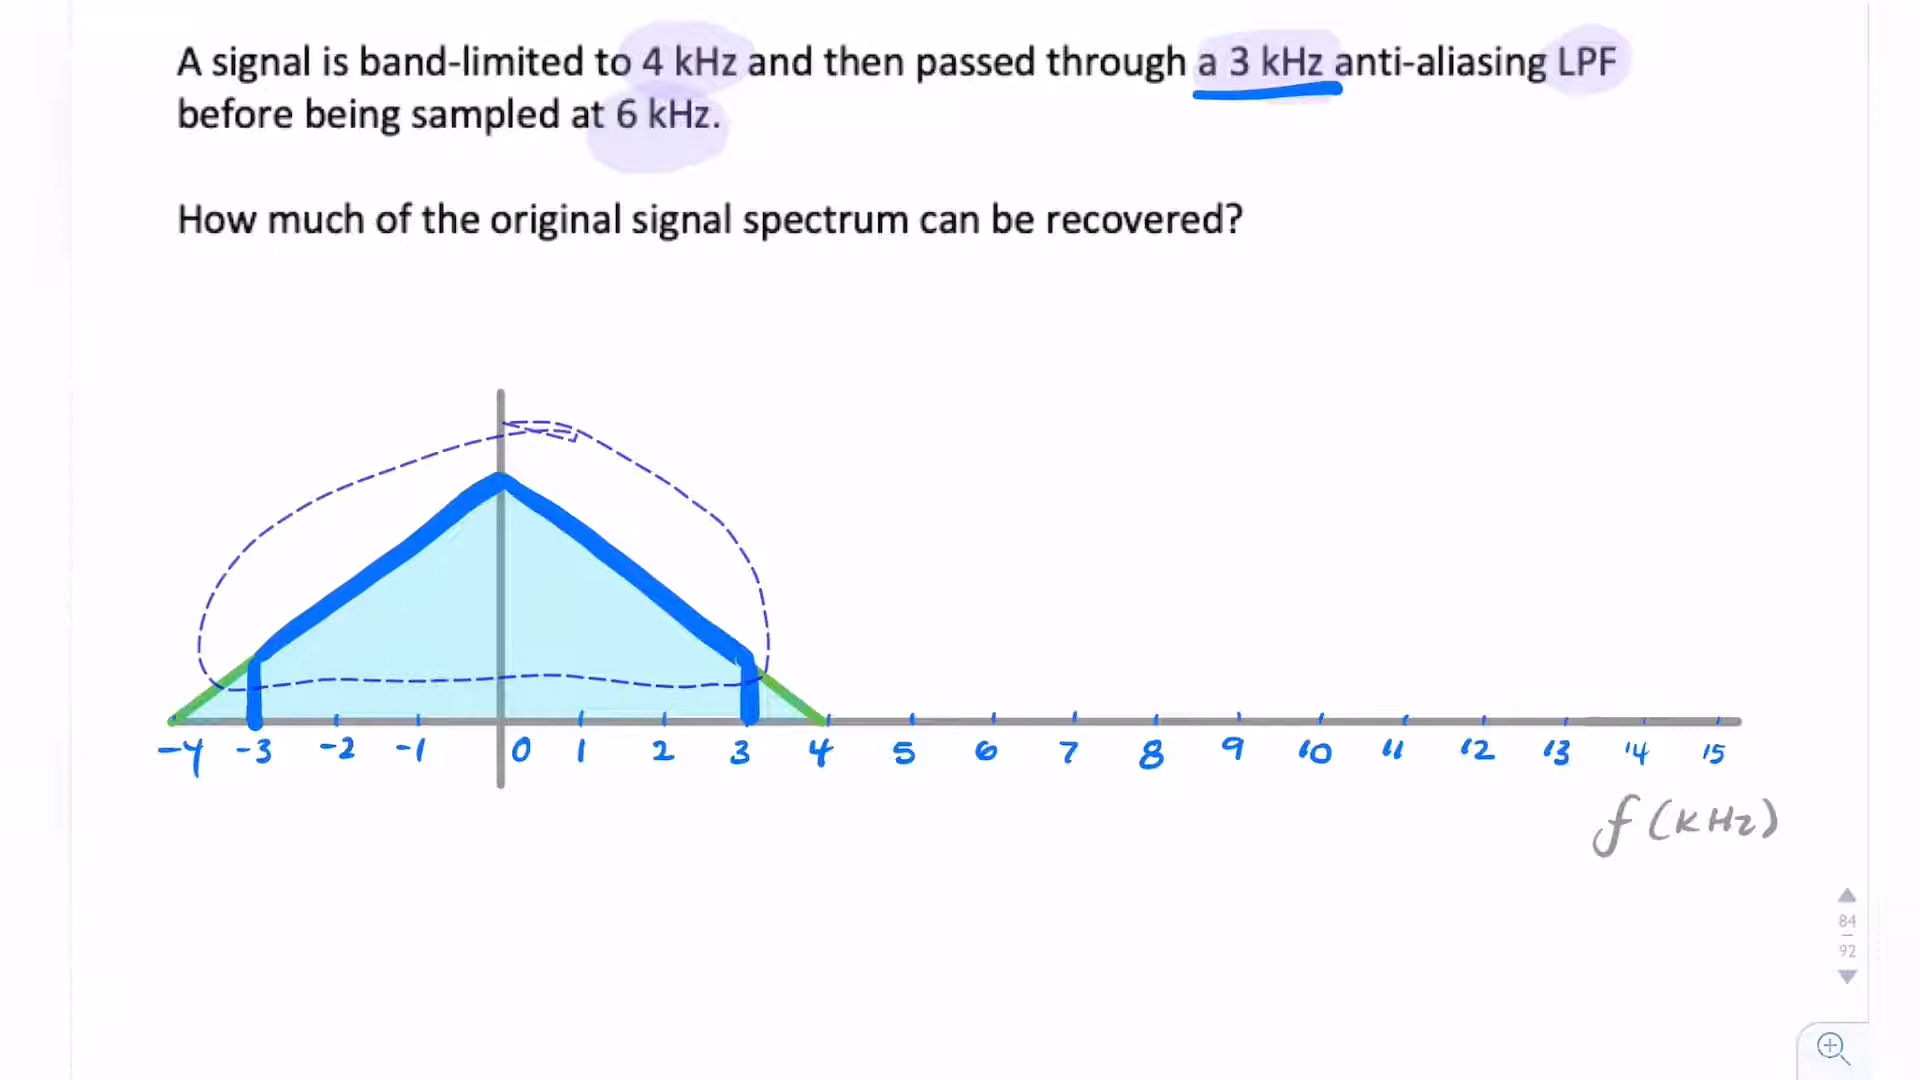 A signal is band-limited to 4 kHz and then passed through a 3 kHz anti-aliasing LPF
before being sampled at 6 kHz.
How much of the original signal spectrum can be recovered?
-4 -3 -2 -1 0 1 2 3 4 5 6 7 8 9 10 11 12 13 14 15
f (kHz)
84
92